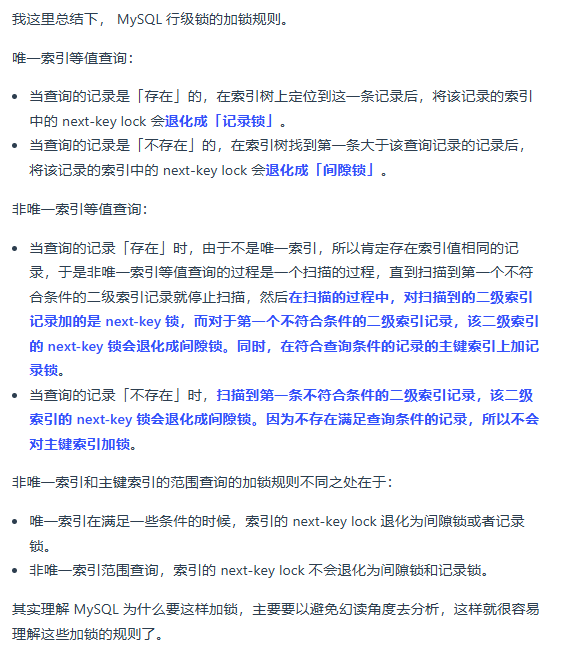 我这里总结下， MySQL 行级锁的加锁规则。
唯一索引等值查询：
当查询的记录是「存在」的，在索引树上定位到这一条记录后，将该记录的索引
中的 next-key lock 会退化成「记录锁」。
当查询的记录是「不存在」的，在索引树找到第一条大于该查询记录的记录后，
将该记录的索引中的 next-key lock 会退化成「间隙锁」。
非唯一索引等值查询：
当查询的记录「存在」时，由于不是唯一索引，所以肯定存在索引值相同的记
录，于是非唯一索引等值查询的过程是一个扫描的过程，直到扫描到第一个不符
合条件的二级索引记录就停止扫描，然后在扫描的过程中，对扫描到的二级索引
记录加的是 next-key 锁，而对于第一个不符合条件的二级索引记录，该二级索引
的 next-key 锁会退化成间隙锁。同时，在符合查询条件的记录的主键索引上加记
录锁。
当查询的记录「不存在」时，扫描到第一条不符合条件的二级索引记录，该二级
索引的 next-key 锁会退化成间隙锁。因为不存在满足查询条件的记录，所以不会
对主键索引加锁。
非唯一索引和主键索引的范围查询的加锁规则不同之处在于：
唯一索引在满足一些条件的时候，索引的 next-key lock 退化为间隙锁或者记录
锁。
非唯一索引范围查询，索引的 next-key lock 不会退化为间隙锁和记录锁。
其实理解 MySQL 为什么要这样加锁，主要要以避免幻读角度去分析，这样就很容易
理解这些加锁的规则了。